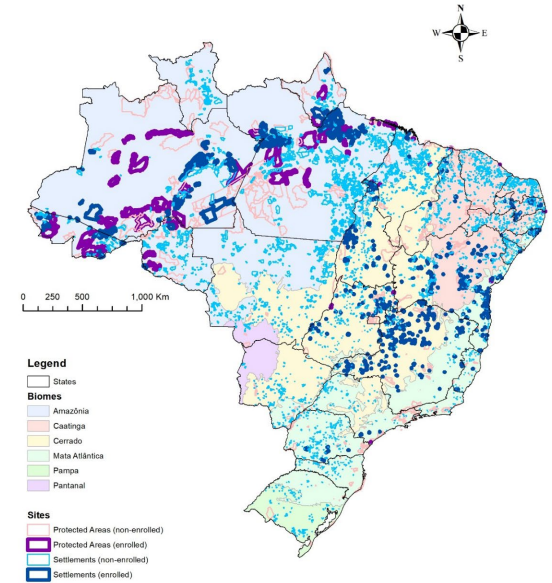 N
W E
S
0 250 500 1,000 Km
Legend
States
Biomes
Amazônia
Caatinga
Cerrado
Mata Atlântica
Pampa
Pantanal
Sites
Protected Areas (non-enrolled)
Protected Areas (enrolled)
Settlements (non-enrolled)
Settlements (enrolled)